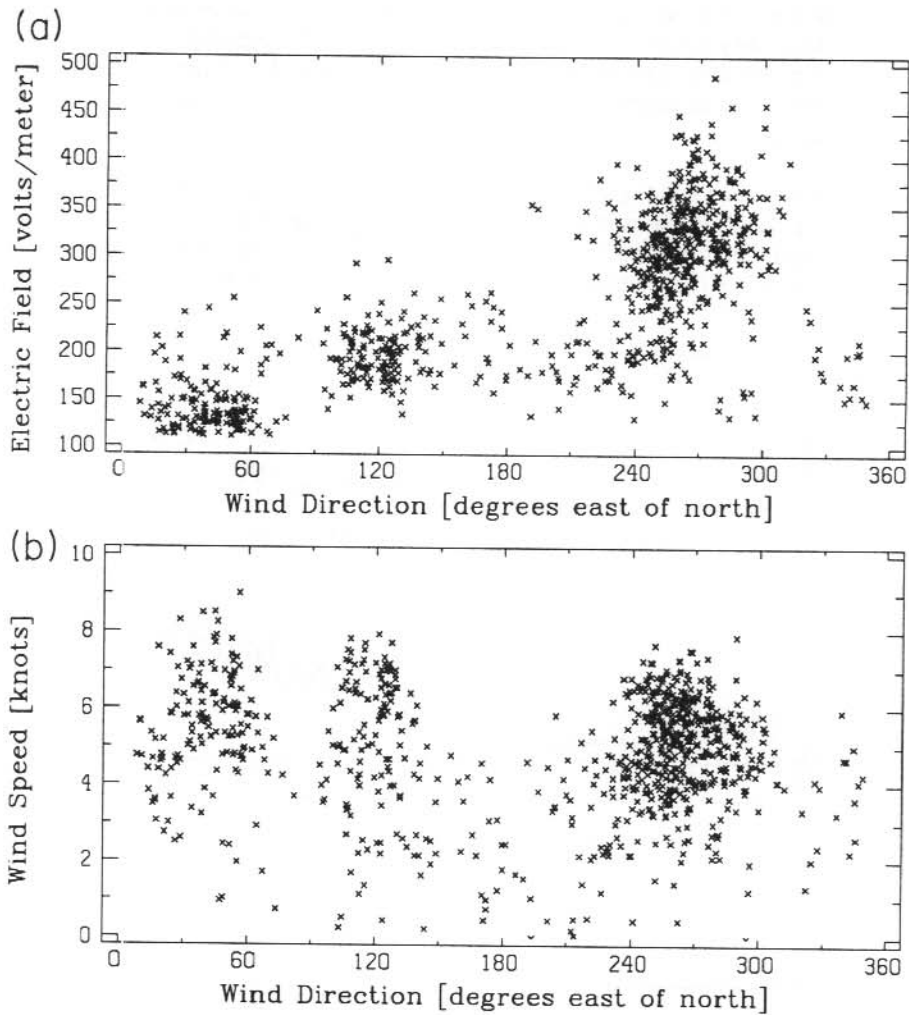 (a)
Electric Field [volts/meter]
500
450
400
350
300
250
200
150
100
0 60 120 180 240 300 360
Wind Direction [degrees east of north]
(b)
Wind Speed [knots]
10
8
6
4
2
0
0 60 120 180 240 300 360
Wind Direction [degrees east of north]